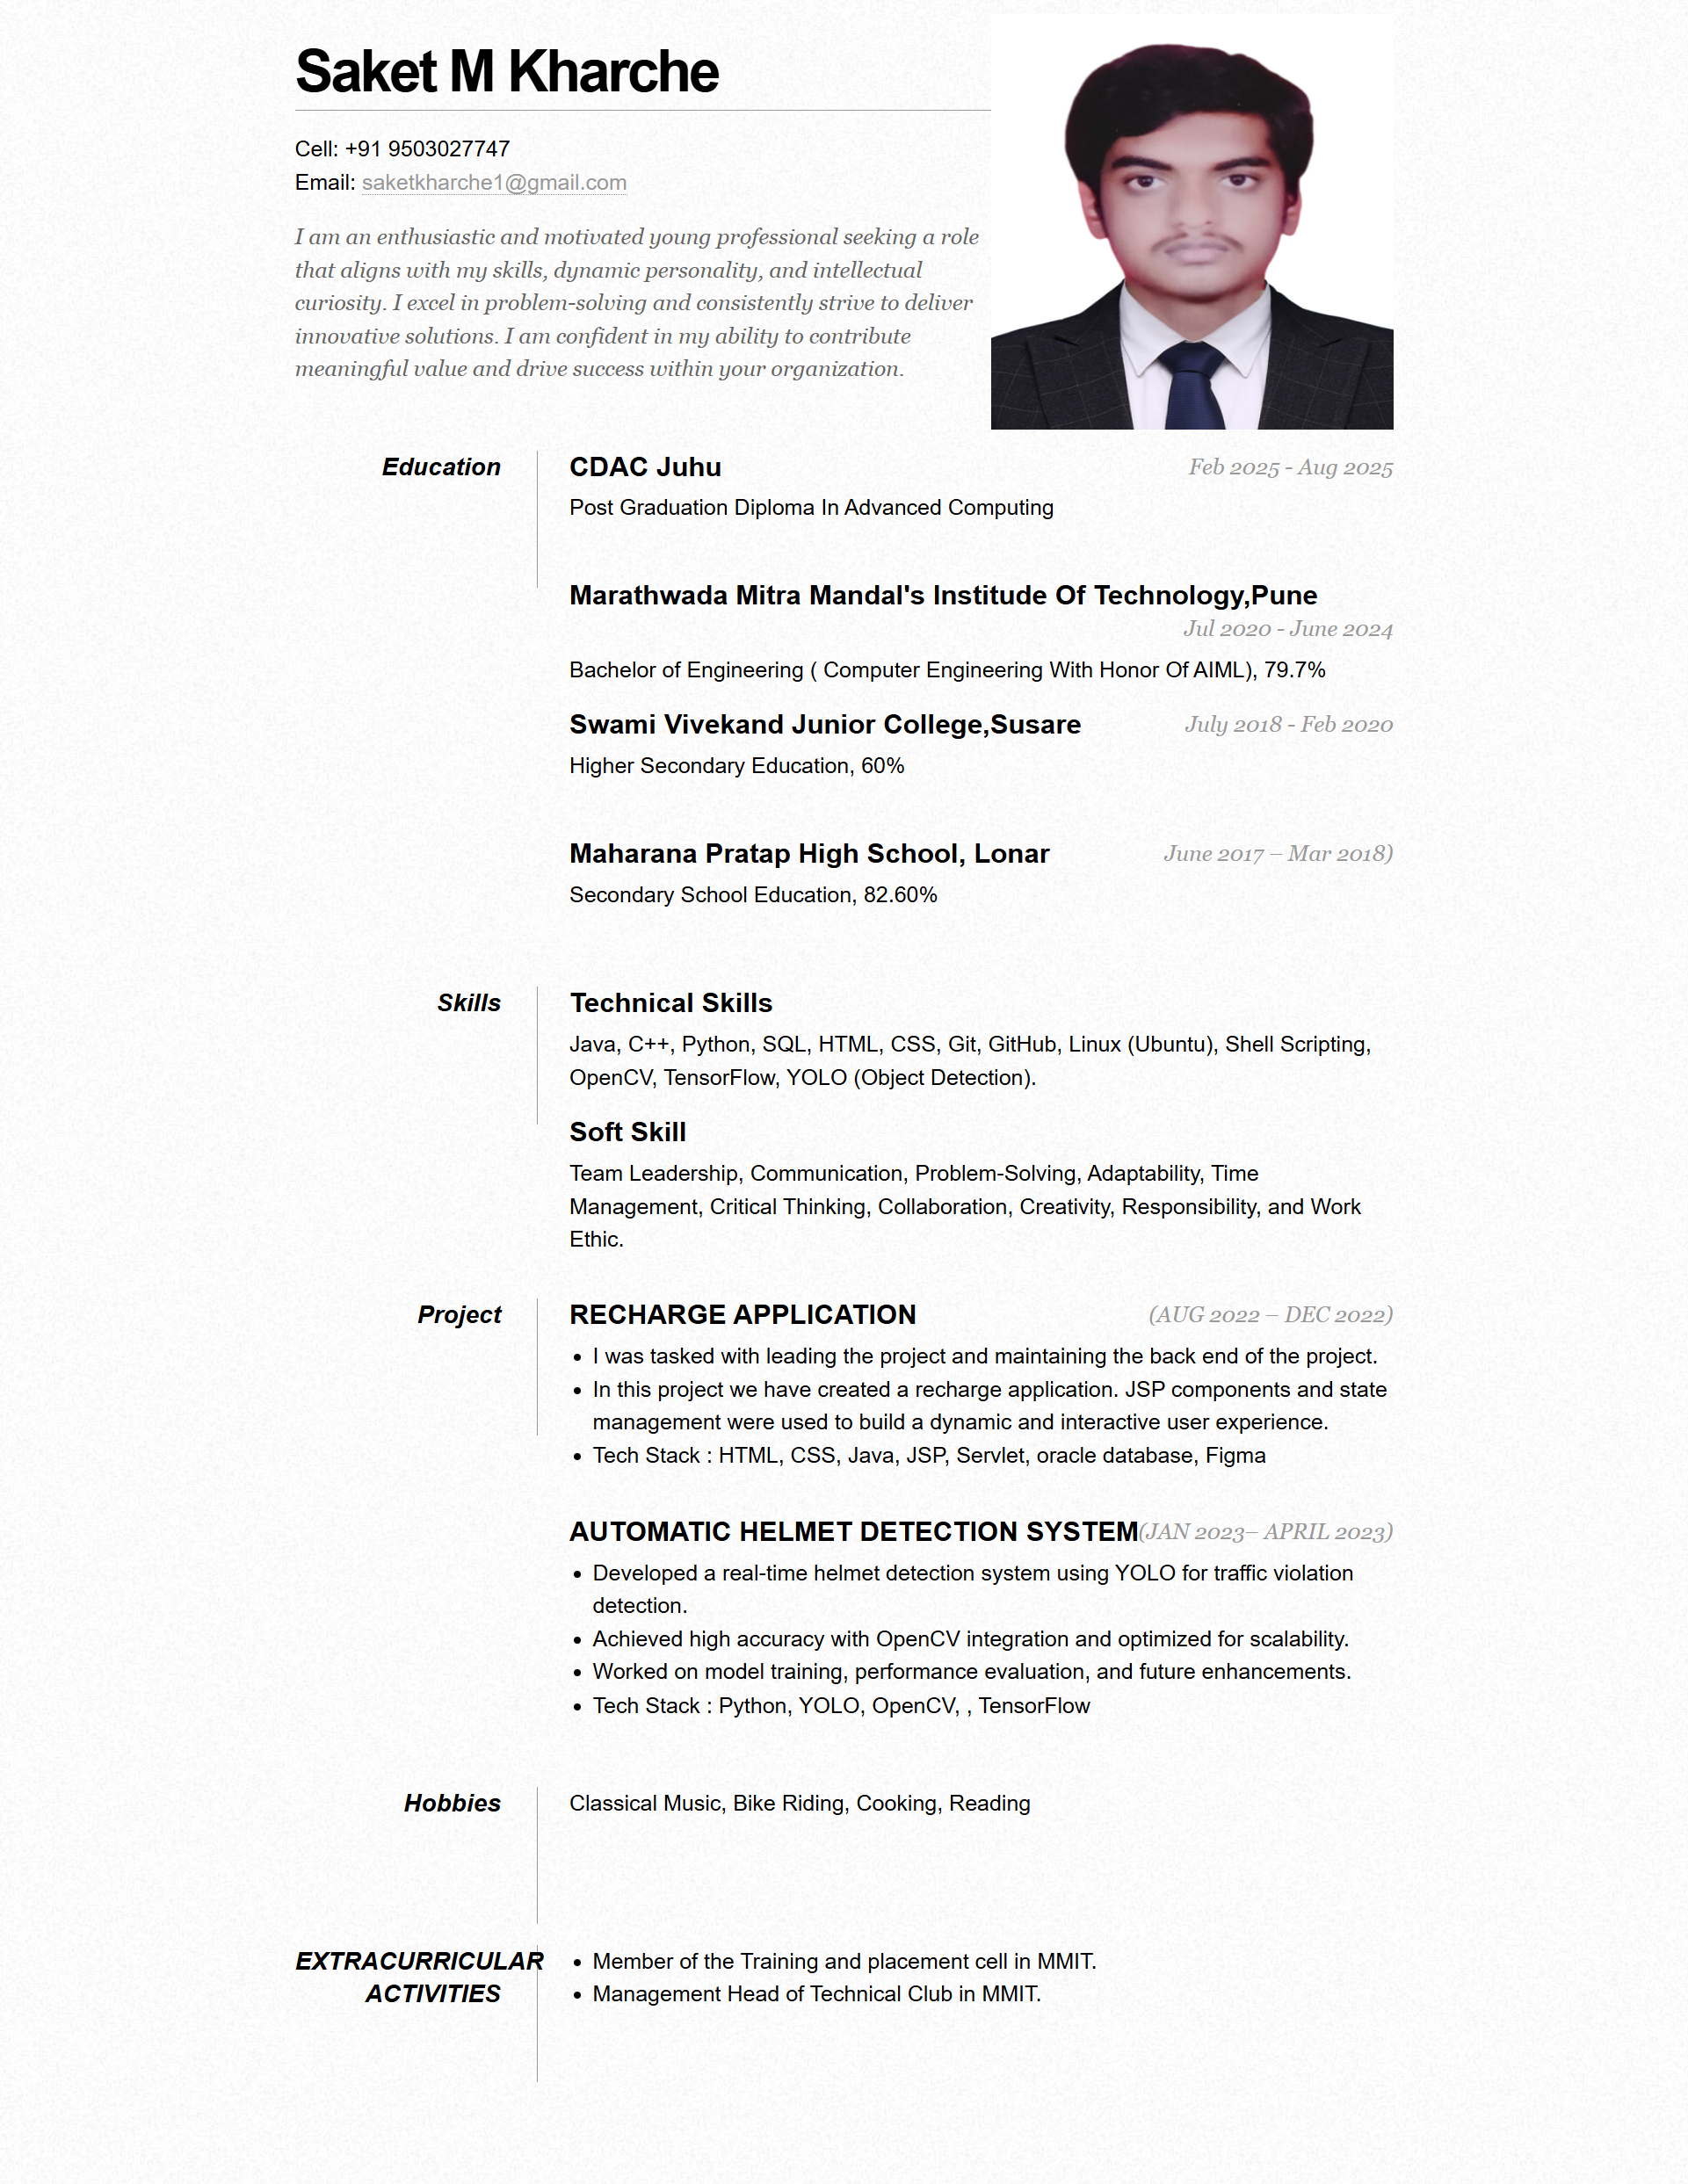 Saket M Kharche
Cell: +91 9503027747
Email: saketkharche1@gmail.com
I am an enthusiastic and motivated young professional seeking a role
that aligns with my skills, dynamic personality, and intellectual
curiosity. I excel in problem-solving and consistently strive to deliver
innovative solutions. I am confident in my ability to contribute
meaningful value and drive success within your organization.
Education
CDAC Juhu
Feb 2025 - Aug 2025
Post Graduation Diploma In Advanced Computing
Marathwada Mitra Mandal's Institude Of Technology,Pune
Jul 2020 - June 2024
Bachelor of Engineering ( Computer Engineering With Honor Of AIML), 79.7%
Swami Vivekand Junior College,Susare
July 2018 - Feb 2020
Higher Secondary Education, 60%
Maharana Pratap High School, Lonar
June 2017 – Mar 2018)
Secondary School Education, 82.60%
Skills
Technical Skills
Java, C++, Python, SQL, HTML, CSS, Git, GitHub, Linux (Ubuntu), Shell Scripting,
OpenCV, TensorFlow, YOLO (Object Detection).
Soft Skill
Team Leadership, Communication, Problem-Solving, Adaptability, Time
Management, Critical Thinking, Collaboration, Creativity, Responsibility, and Work
Ethic.
Project
RECHARGE APPLICATION
(AUG 2022 – DEC 2022)
• I was tasked with leading the project and maintaining the back end of the project.
• In this project we have created a recharge application. JSP components and state
management were used to build a dynamic and interactive user experience.
• Tech Stack : HTML, CSS, Java, JSP, Servlet, oracle database, Figma
AUTOMATIC HELMET DETECTION SYSTEM
(JAN 2023– APRIL 2023)
• Developed a real-time helmet detection system using YOLO for traffic violation
detection.
• Achieved high accuracy with OpenCV integration and optimized for scalability.
• Worked on model training, performance evaluation, and future enhancements.
• Tech Stack : Python, YOLO, OpenCV, , TensorFlow
Hobbies
Classical Music, Bike Riding, Cooking, Reading
EXTRACURRICULAR
ACTIVITIES
• Member of the Training and placement cell in MMIT.
• Management Head of Technical Club in MMIT.